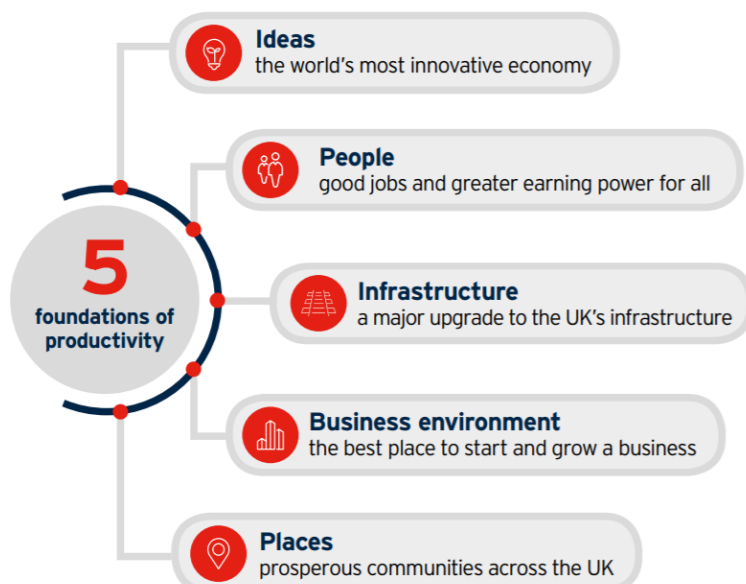 Ideas
the world's most innovative economy
People
good jobs and greater earning power for all
5
foundations of
productivity
Infrastructure
a major upgrade to the UK's infrastructure
Business environment
the best place to start and grow a business
Places
prosperous communities across the UK